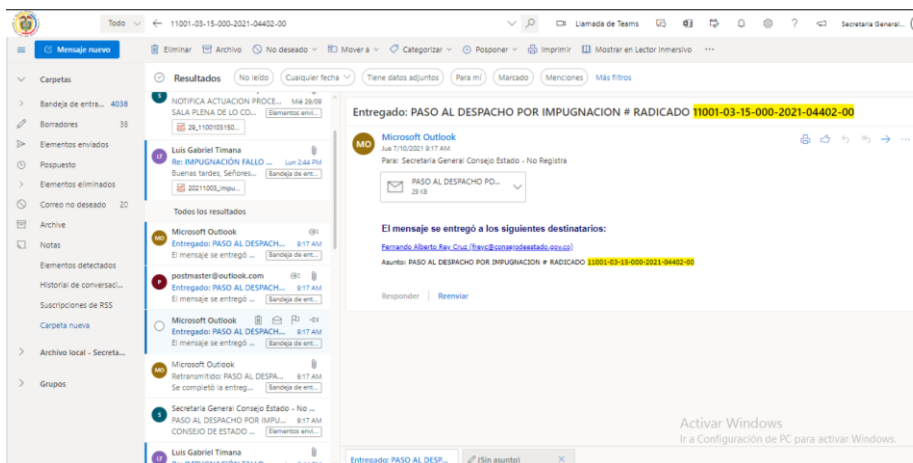 Todo
11001-03-15-000-2021-04402-00
Llamada de Teams
Secretaria General...
Mensaje nuevo
Eliminar
Archivo
No deseado
Mover a
Categorizar
Posponer
Imprimir
Mostrar en Lector inmersivo
Carpetas
Bandeja de entra... 4038
Borradores 38
Elementos enviados
Pospuesto
Elementos eliminados
Correo no deseado 20
Archive
Notas
Elementos detectados
Historial de conversaci...
Suscripciones de RSS
Carpeta nueva
Archivo local - Secreta...
Grupos
Resultados
No leído
Cualquier fecha
Tiene datos adjuntos
Para mí
Marcado
Menciones
Más filtros
S
NOTIFICA ACTUACION PROCE... Mié 29/09
SALA PLENA DE LO CO... Elementos envi...
28_1100103150...
LT
Luis Gabriel Timana
Re: IMPUGNACIÓN FALLO ... Lun 2:44 PM
Buenas tardes, Señores... Bandeja de ent...
20211003_Impu...
Todos los resultados
MO
Microsoft Outlook
Entregado: PASO AL DESPACH... 9:17 AM
El mensaje se entregó ... Bandeja de ent...
P
postmaster@outlook.com
Entregado: PASO AL DESPACH... 9:17 AM
El mensaje se entregó ... Bandeja de ent...
Microsoft Outlook
Entregado: PASO AL DESPACH... 9:17 AM
El mensaje se entregó ... Bandeja de ent...
MO
Microsoft Outlook
Retransmitido: PASO AL DESPA... 9:17 AM
Se completó la entreg... Bandeja de ent...
S
Secretaria General Consejo Estado - No ...
PASO AL DESPACHO POR IMPU... 9:17 AM
CONSEJO DE ESTADO ... Elementos envi...
LT
Luis Gabriel Timana
Entregado: PASO AL DESPACHO POR IMPUGNACION # RADICADO 11001-03-15-000-2021-04402-00
MO
Microsoft Outlook
Jue 7/10/2021 9:17 AM
Para: Secretaria General Consejo Estado - No Registra
PASO AL DESPACHO PO...
29 KB
El mensaje se entregó a los siguientes destinatarios:
Fernando Alberto Rey Cruz (freyc@consejodeestado.gov.co)
Asunto: PASO AL DESPACHO POR IMPUGNACION # RADICADO 11001-03-15-000-2021-04402-00
Responder
Reenviar
Activar Windows
Ir a Configuración de PC para activar Windows.
Entregado: PASO AL DESP...
(Sin asunto)